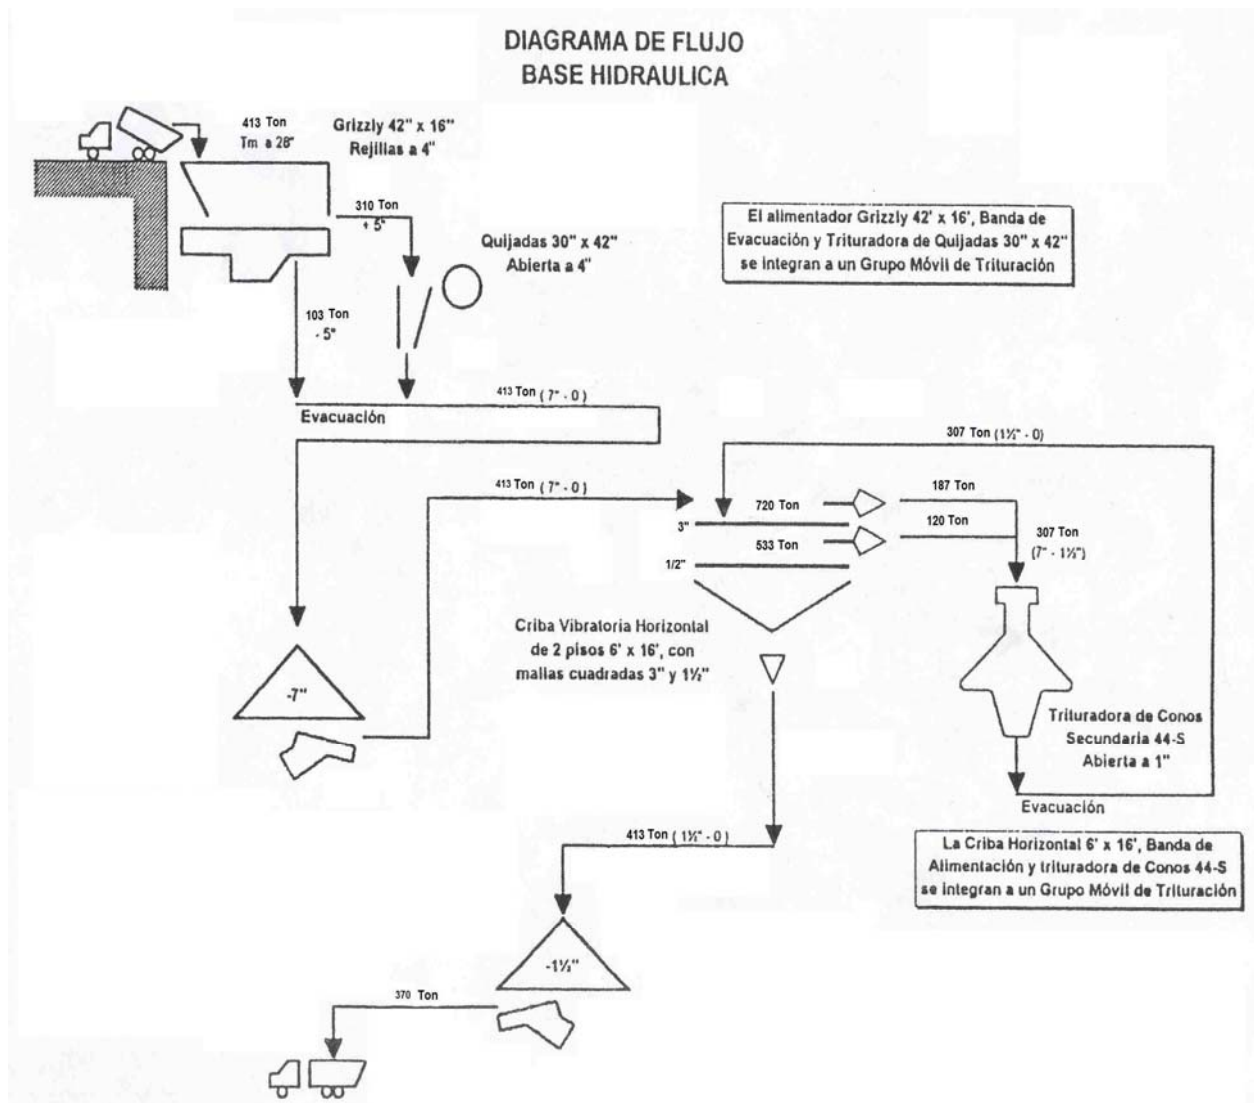 DIAGRAMA DE FLUJO
BASE HIDRAULICA
413 Ton
Tm a 28"
Grizzly 42" x 16"
Rejillas a 4"
310 Ton
+ 5"
Quijadas 30" x 42"
Abierta a 4"
El alimentador Grizzly 42' x 16', Banda de
Evacuación y Trituradora de Quijadas 30" x 42"
se integran a un Grupo Móvil de Trituración
103 Ton
- 5"
413 Ton ( 7" - 0 )
Evacuación
307 Ton (1½" - 0)
413 Ton ( 7" - 0)
720 Ton
187 Ton
3"
120 Ton
533 Ton
307 Ton
(7" - 1½")
1/2"
Criba Vibratoria Horizontal
de 2 pisos 6' x 16', con
mallas cuadradas 3" y 1½"
-7"
Trituradora de Conos
Secundaria 44-S
Abierta a 1"
Evacuación
413 Ton ( 1½" - 0)
La Criba Horizontal 6' x 16', Banda de
Alimentación y trituradora de Conos 44-S
se integran a un Grupo Móvil de Trituración
-1½"
370 Ton